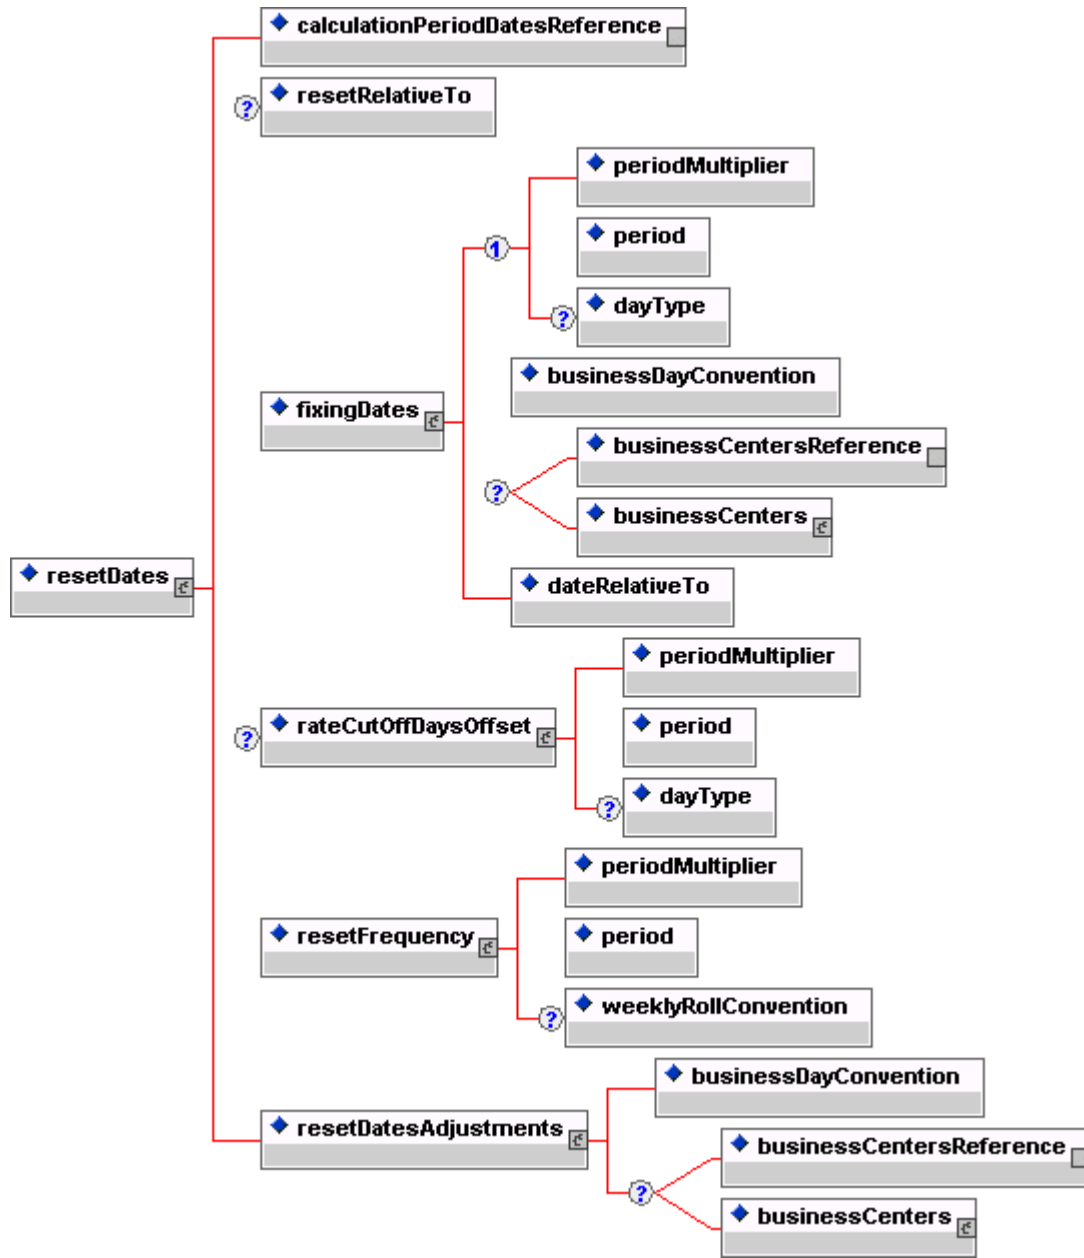 calculationPeriodDatesReference
?
resetRelativeTo
periodMultiplier
1
period
?
dayType
businessDayConvention
fixingDates
businessCentersReference
?
businessCenters
resetDates
dateRelativeTo
periodMultiplier
?
rateCutOffDaysOffset
period
?
dayType
periodMultiplier
resetFrequency
period
?
weeklyRollConvention
businessDayConvention
resetDatesAdjustments
businessCentersReference
?
businessCenters